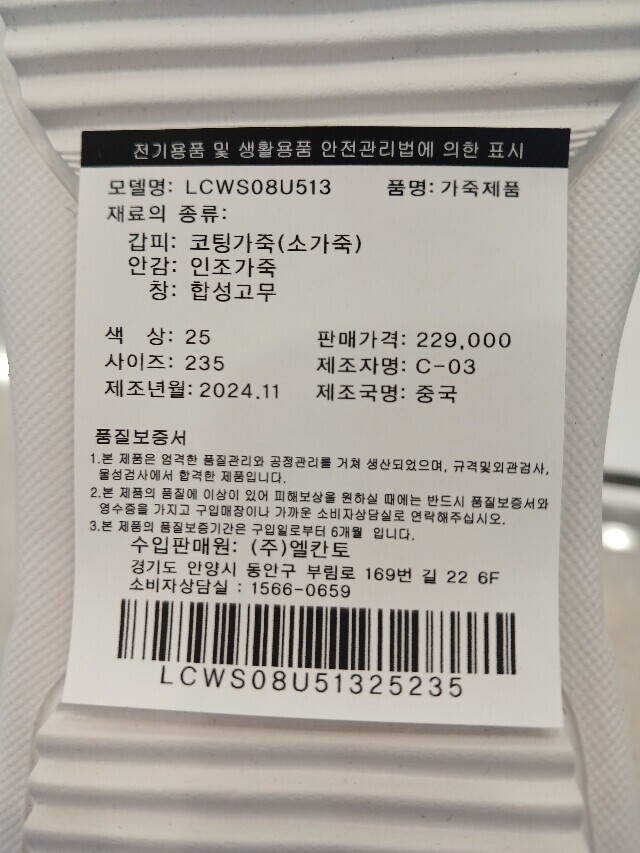 전기용품 및 생활용품 안전관리법에 의한 표시
모델명: LCWS08U513 품명: 가죽제품
재료의 종류:
갑피: 코팅가죽(소가죽)
안감: 인조가죽
창: 합성고무
색 상: 25 판매가격: 229,000
사이즈: 235 제조자명: C-03
제조년월: 2024.11 제조국명: 중국
품질보증서
1.본 제품은 엄격한 품질관리와 공정관리를 거쳐 생산되었으며, 규격및외관검사,
물성검사에서 합격한 제품입니다.
2.본 제품의 품질에 이상이 있어 피해보상을 원하실 때에는 반드시 품질보증서와
영수증을 가지고 구입매장이나 가까운 소비자상담실로 연락해주십시오.
3.본 제품의 품질보증기간은 구입일로부터 6개월 입니다.
수입판매원: (주)엘칸토
경기도 안양시 동안구 부림로 169번 길 22 6F
소비자상담실 : 1566-0659
LCWS08U51325235